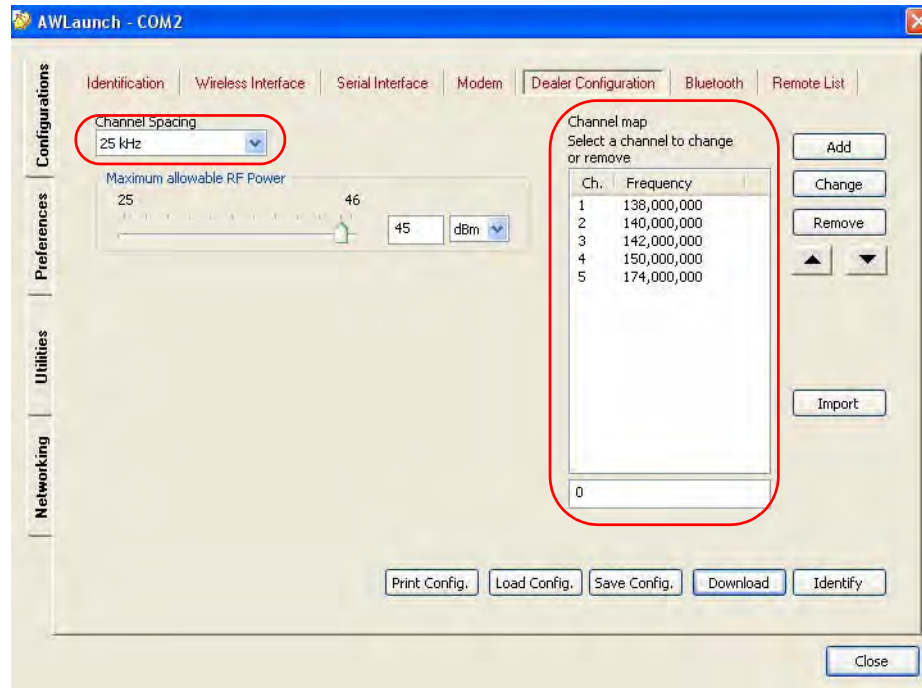 AWLaunch - COM2
Configurations
Preferences
Utilities
Networking
Identification
Wireless Interface
Serial Interface
Modem
Dealer Configuration
Bluetooth
Remote List
Channel Spacing
25 kHz
Maximum allowable RF Power
25 46
45 dBm
Channel map
Select a channel to change
or remove
Ch. Frequency
1 138,000,000
2 140,000,000
3 142,000,000
4 150,000,000
5 174,000,000
0
Add
Change
Remove
Import
Print Config.
Load Config.
Save Config.
Download
Identify
Close